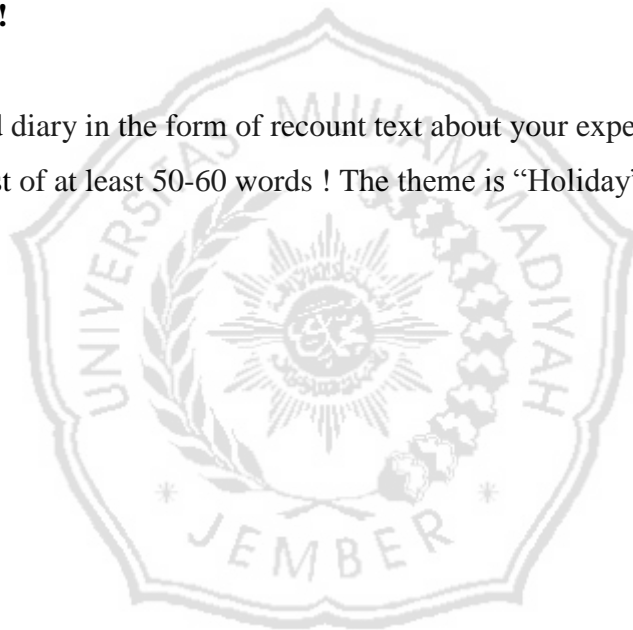 !
d diary in the form of recount text about your expe
st of at least 50-60 words ! The theme is “Holiday”
UNIVERSITAS MUHAMMADIYAH
JEMBER